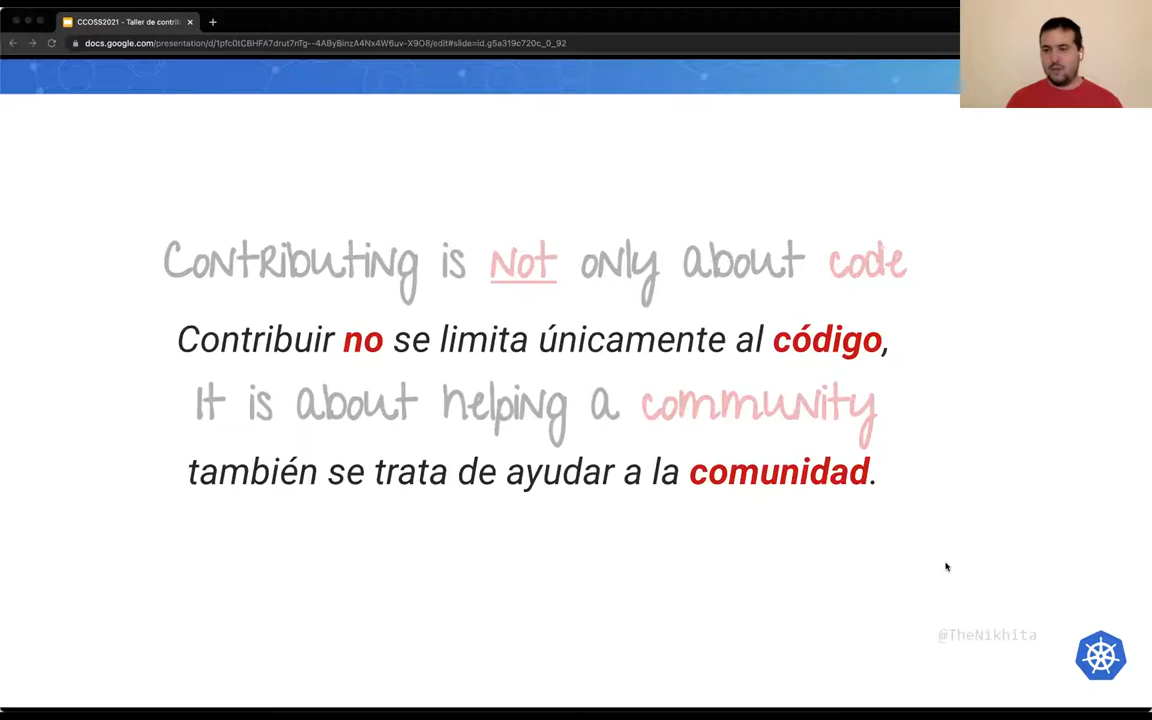 CCOSS2021 - Taller de contrib
docs.google.com/presentation/d/1pfc0tCBHFA7drut7nTg--4AByBinzA4Nx4W6uv-X9O8/edit#slide=id.g5a319c720c_0_92
Contributing is not only about code
Contribuir no se limita únicamente al código,
It is about helping a community
también se trata de ayudar a la comunidad.
@TheNikhita